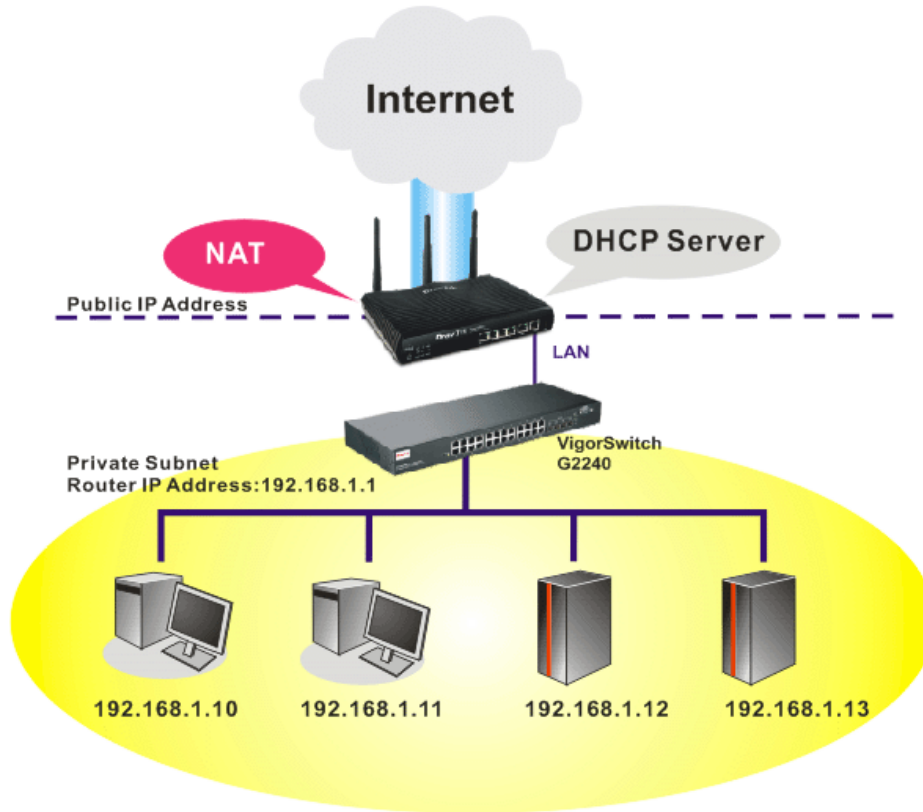 Internet
NAT
DHCP Server
Public IP Address
LAN
VigorSwitch
G2240
Private Subnet
Router IP Address:192.168.1.1
192.168.1.10
192.168.1.11
192.168.1.12
192.168.1.13